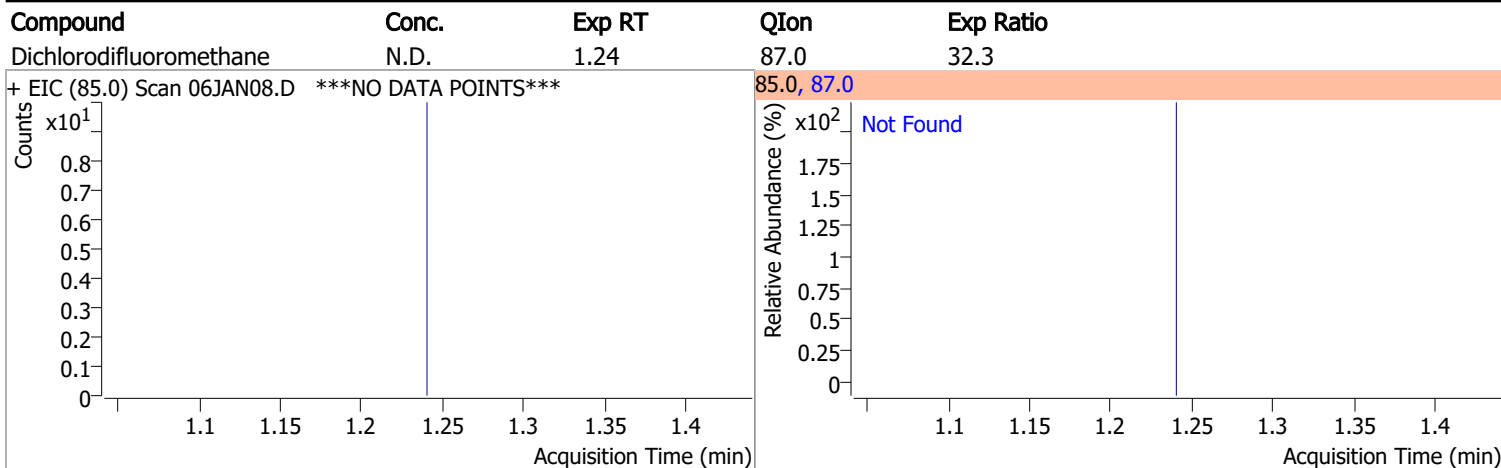 Compound Conc. Exp RT QIon Exp Ratio
Dichlorodifluoromethane N.D. 1.24 87.0 32.3
+ EIC (85.0) Scan 06JAN08.D ***NO DATA POINTS***
Counts
x10¹
0.8
0.7
0.6
0.5
0.4
0.3
0.2
0.1
0
1.1 1.15 1.2 1.25 1.3 1.35 1.4
Acquisition Time (min)
85.0, 87.0
Relative Abundance (%)
x10²
Not Found
1.75
1.5
1.25
1
0.75
0.5
0.25
0
1.1 1.15 1.2 1.25 1.3 1.35 1.4
Acquisition Time (min)